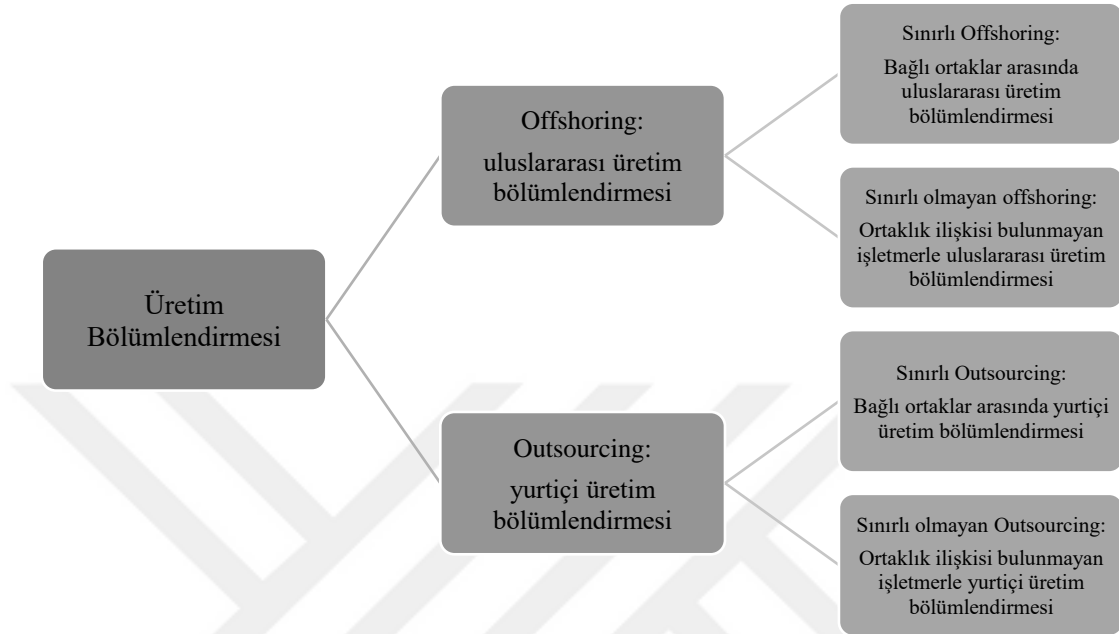 Üretim
Bölümlendirmesi
Offshoring:
uluslararası üretim
bölümlendirmesi
Sınırlı Offshoring:
Bağlı ortaklar arasında
uluslararası üretim
bölümlendirmesi
Sınırlı olmayan offshoring:
Ortaklık ilişkisi bulunmayan
işletmerle uluslararası üretim
bölümlendirmesi
Outsourcing:
yurtiçi üretim
bölümlendirmesi
Sınırlı Outsourcing:
Bağlı ortaklar arasında yurtiçi
üretim bölümlendirmesi
Sınırlı olmayan Outsourcing:
Ortaklık ilişkisi bulunmayan
işletmerle yurtiçi üretim
bölümlendirmesi